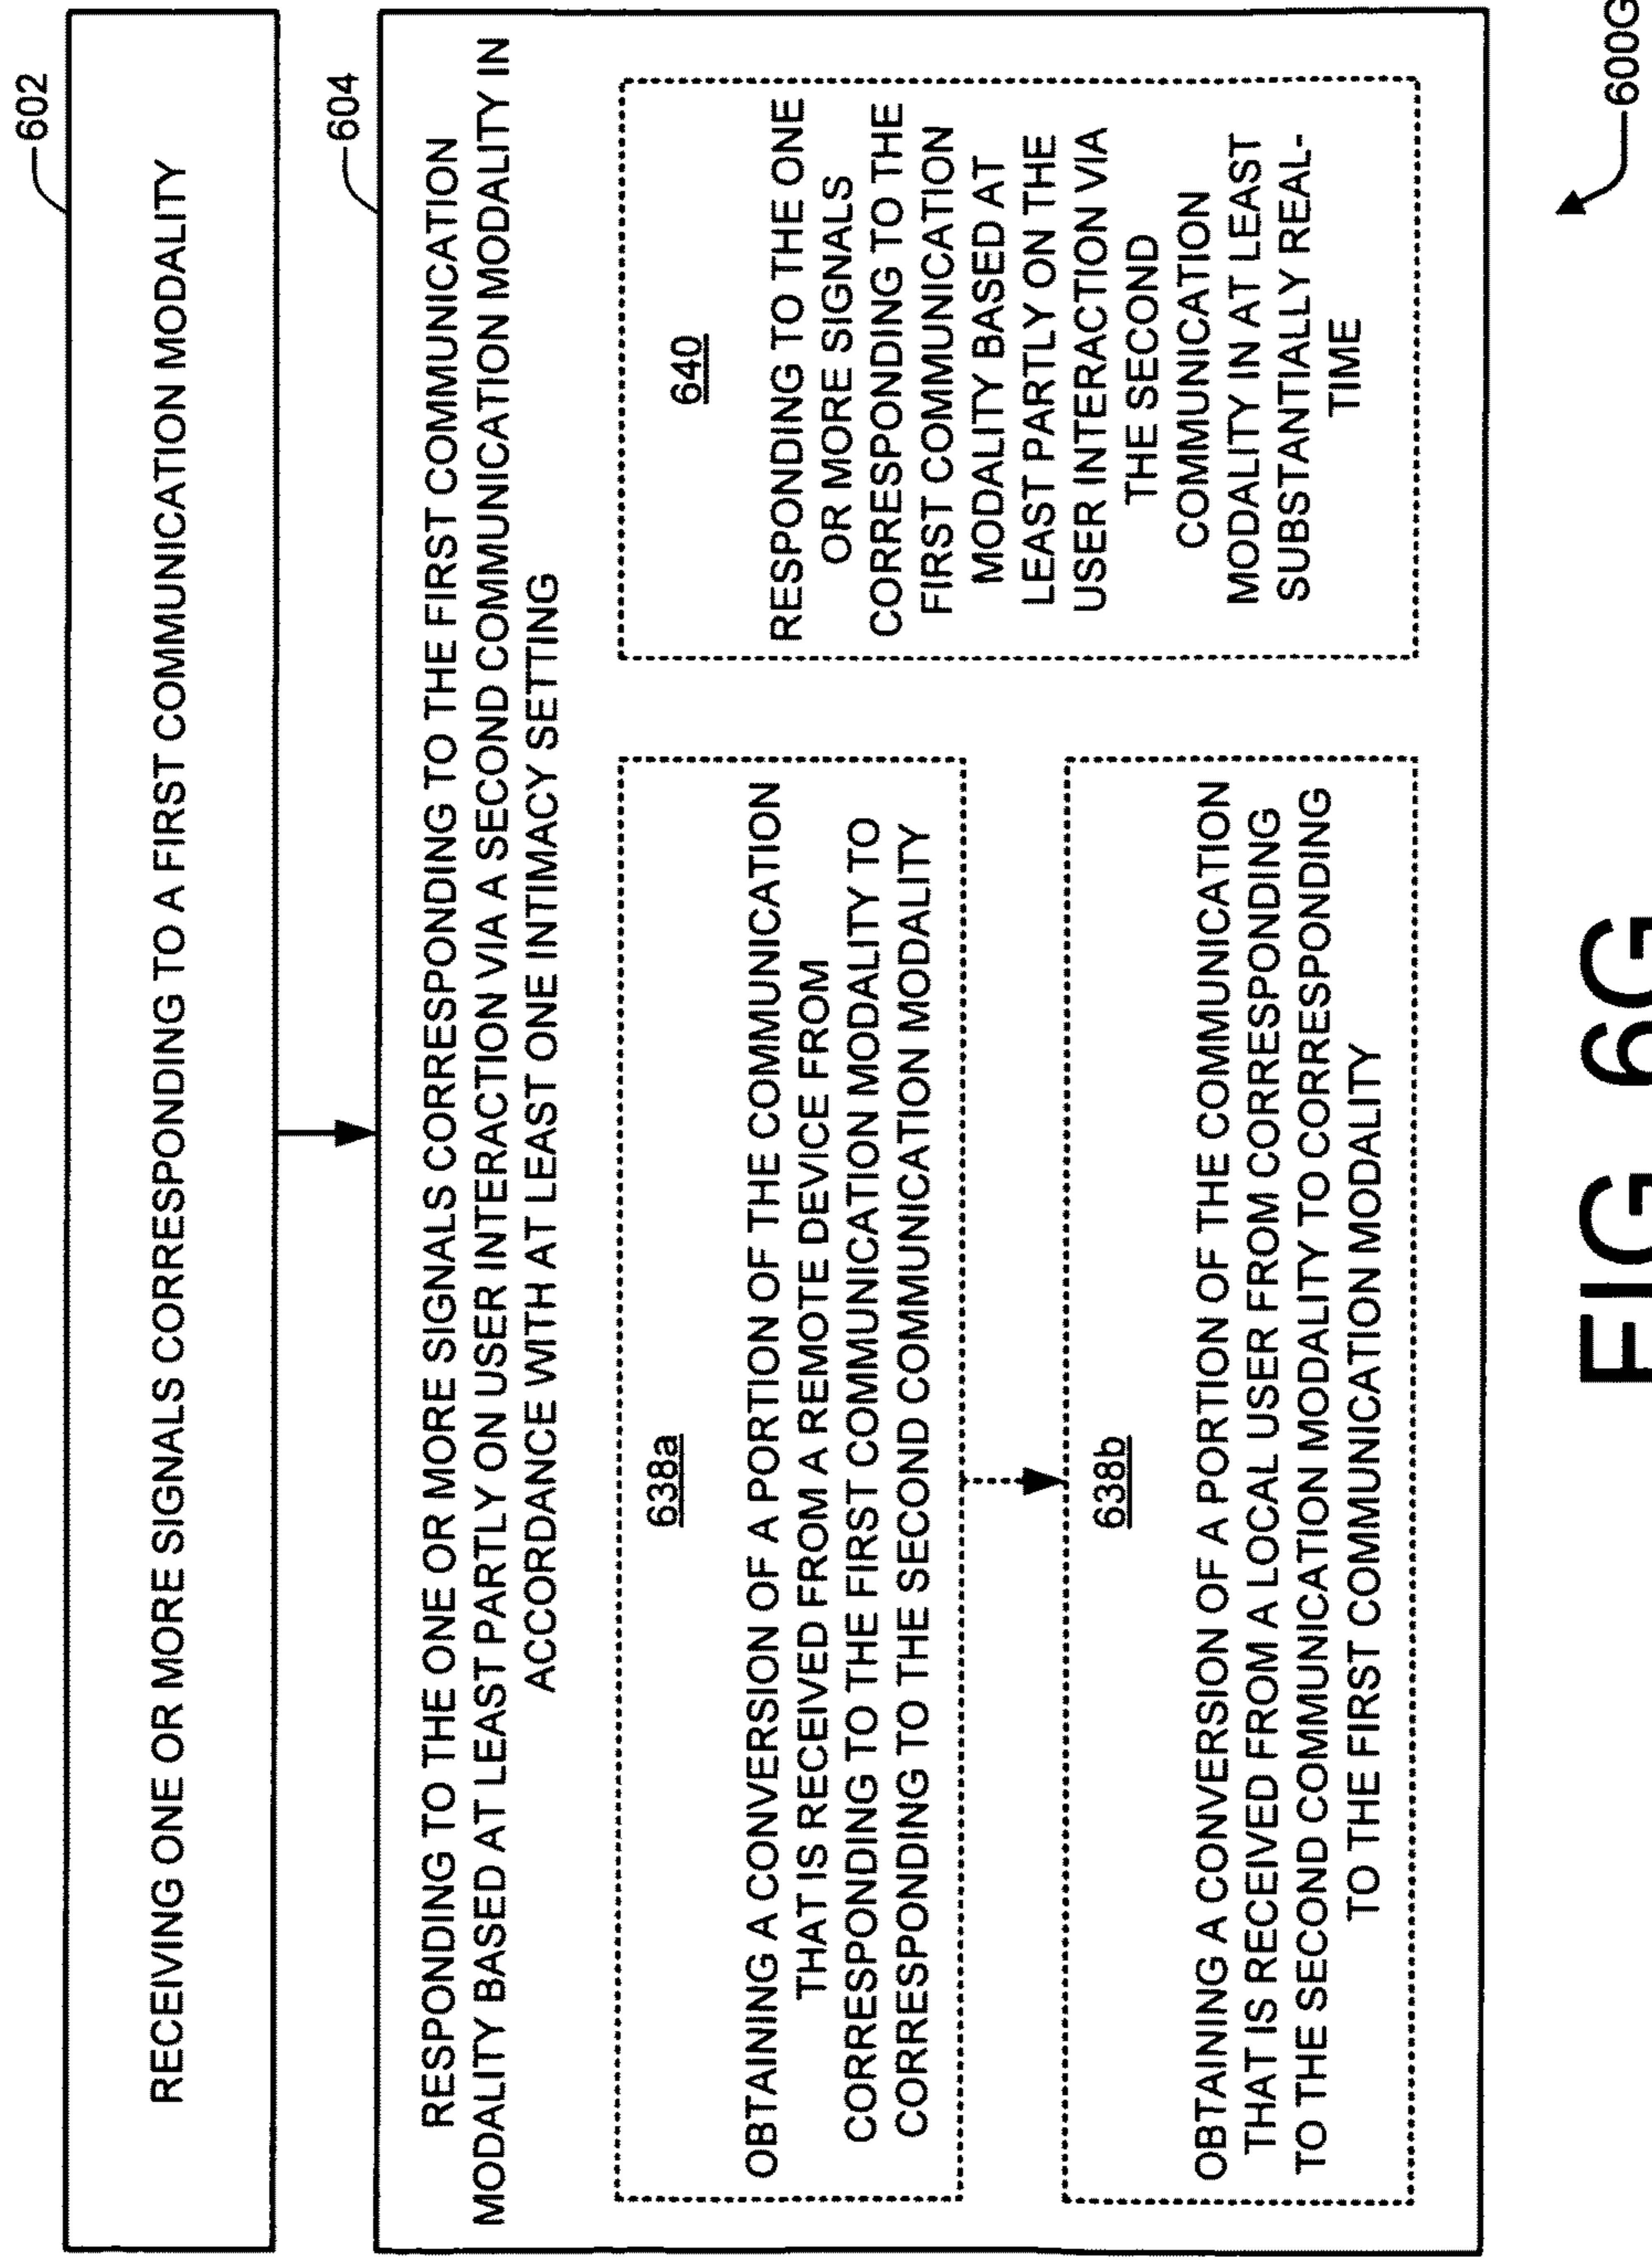 602
RECEIVING ONE OR MORE SIGNALS CORRESPONDING TO A FIRST COMMUNICATION MODALITY
604
RESPONDING TO THE ONE OR MORE SIGNALS CORRESPONDING TO THE FIRST COMMUNICATION
MODALITY BASED AT LEAST PARTLY ON USER INTERACTION VIA A SECOND COMMUNICATION MODALITY IN
ACCORDANCE WITH AT LEAST ONE INTIMACY SETTING
638a
OBTAINING A CONVERSION OF A PORTION OF THE COMMUNICATION
THAT IS RECEIVED FROM A REMOTE DEVICE FROM
CORRESPONDING TO THE FIRST COMMUNICATION MODALITY TO
CORRESPONDING TO THE SECOND COMMUNICATION MODALITY
638b
OBTAINING A CONVERSION OF A PORTION OF THE COMMUNICATION
THAT IS RECEIVED FROM A LOCAL USER FROM CORRESPONDING
TO THE SECOND COMMUNICATION MODALITY TO CORRESPONDING
TO THE FIRST COMMUNICATION MODALITY
640
RESPONDING TO THE ONE
OR MORE SIGNALS
CORRESPONDING TO THE
FIRST COMMUNICATION
MODALITY BASED AT
LEAST PARTLY ON THE
USER INTERACTION VIA
THE SECOND
COMMUNICATION
MODALITY IN AT LEAST
SUBSTANTIALLY REAL-
TIME
600G
FIG 6G